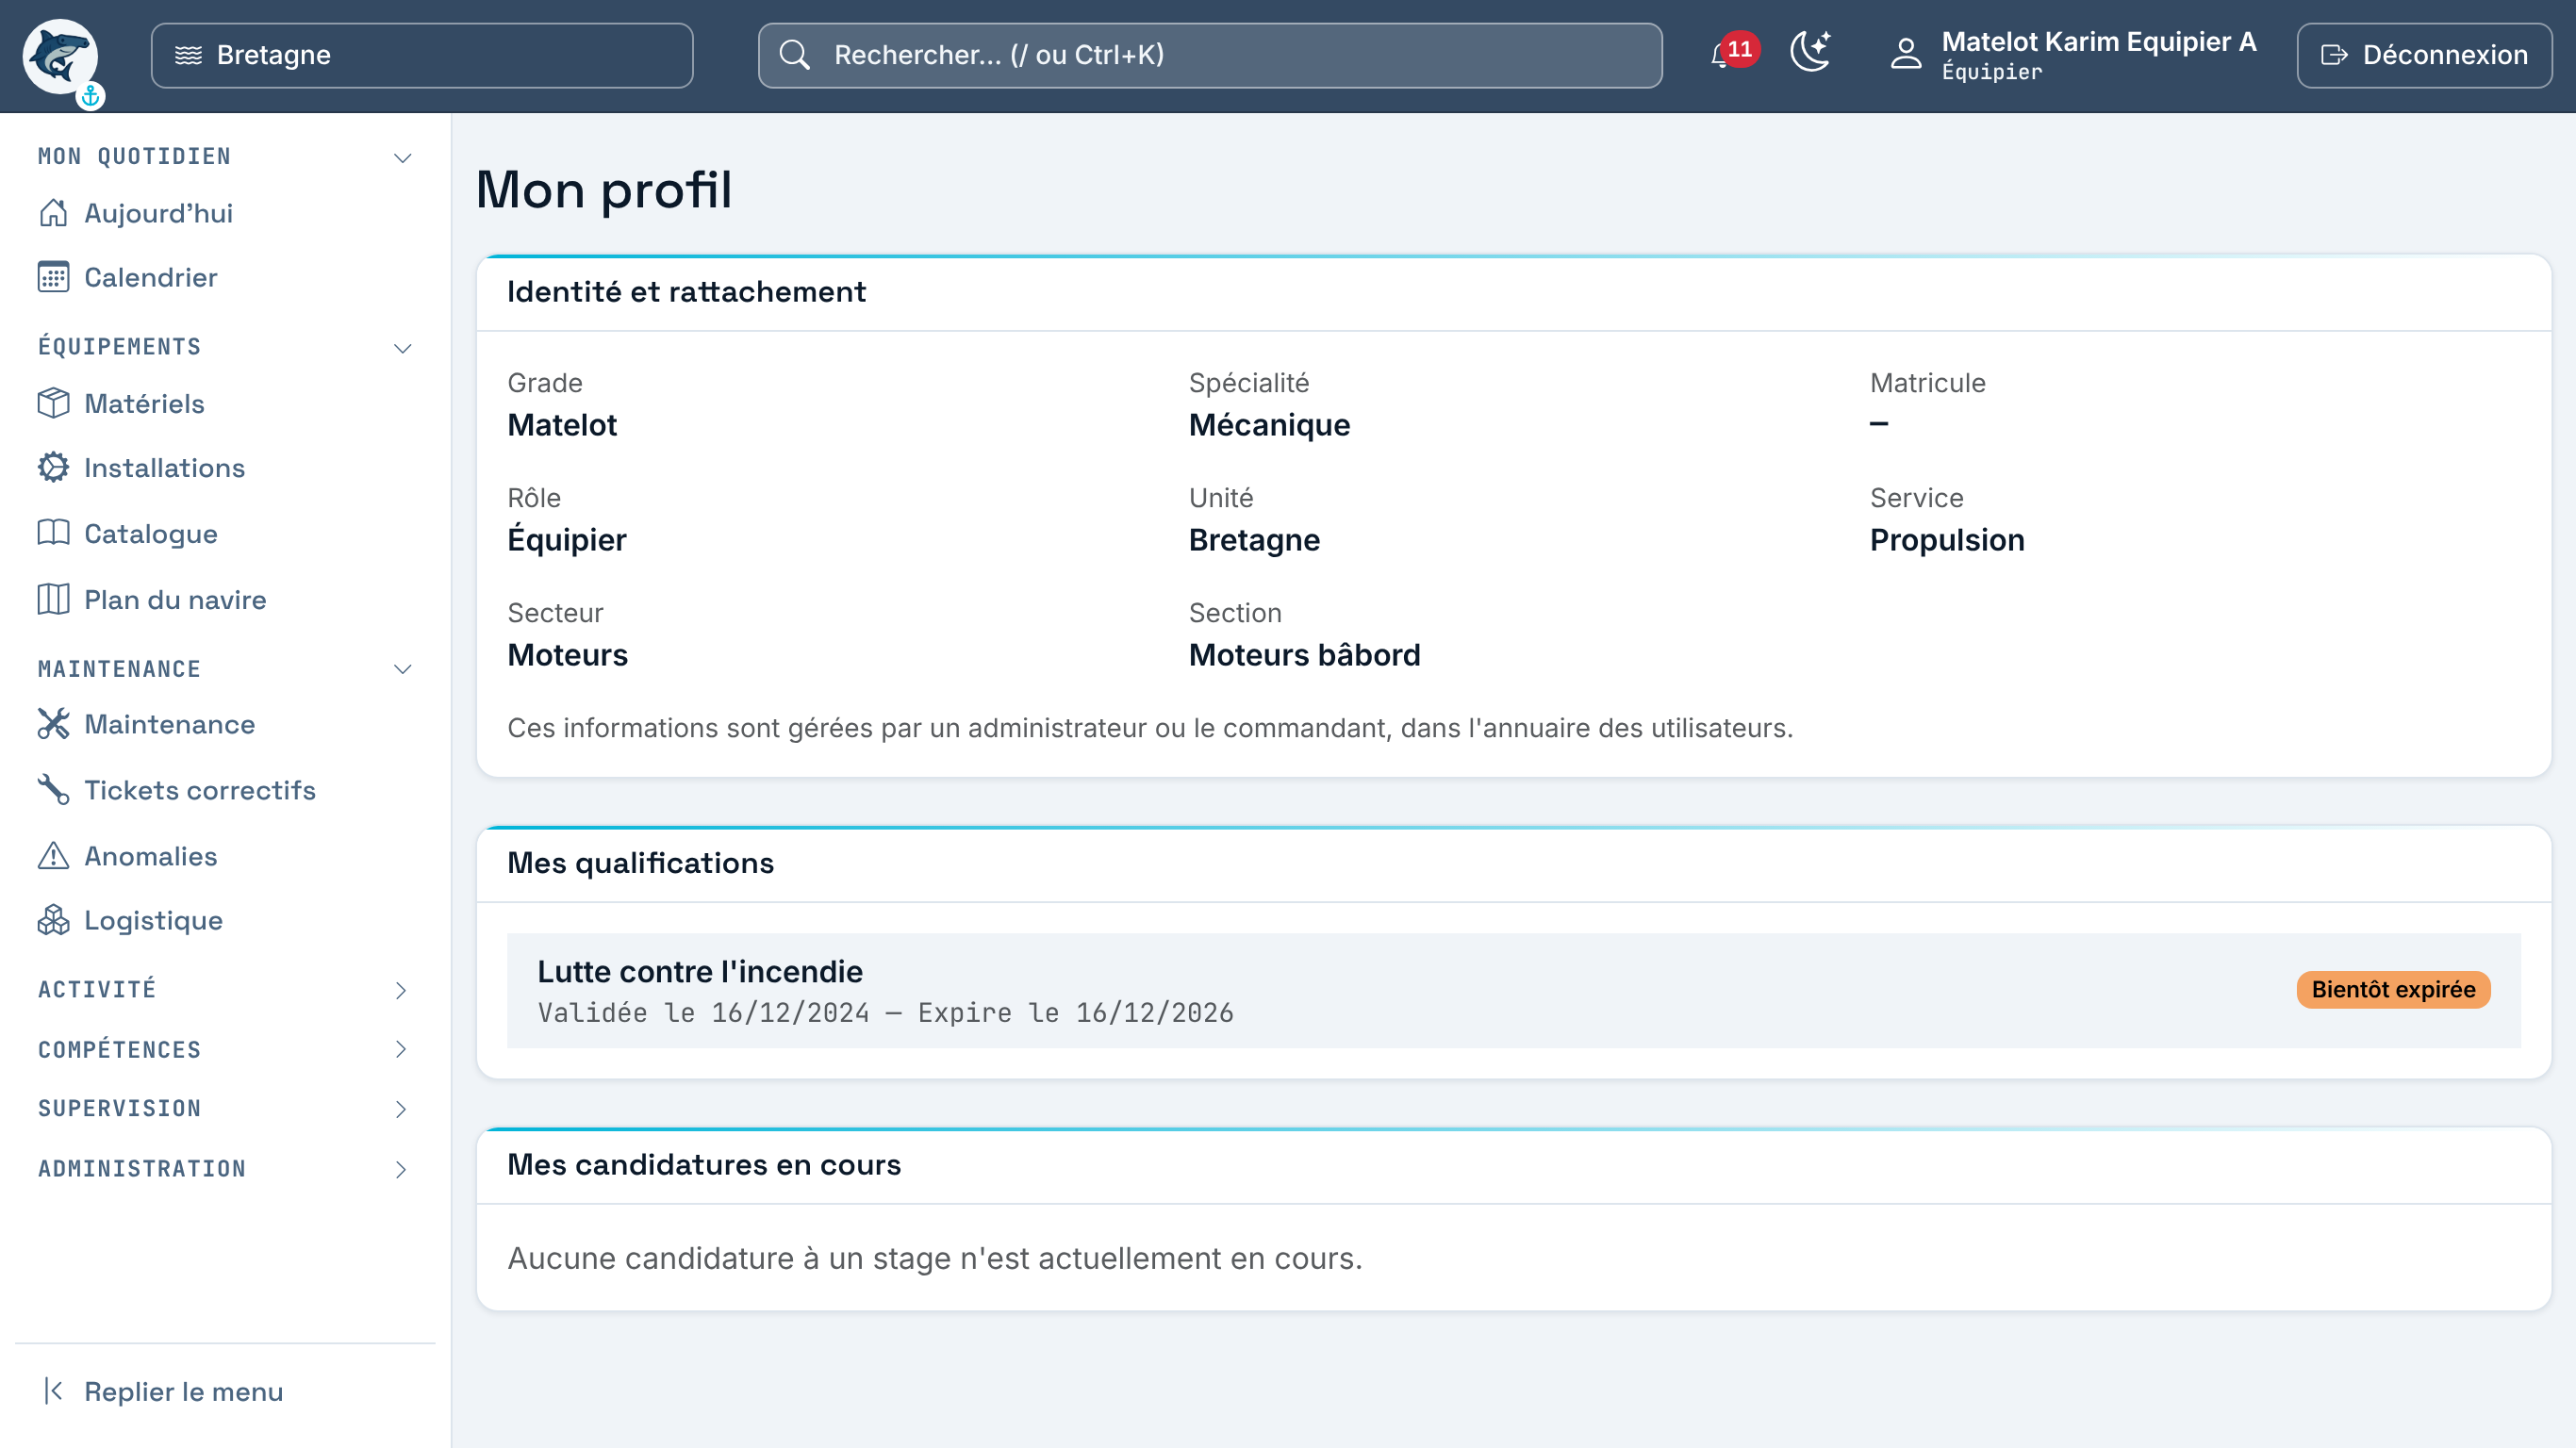 Bretagne
Rechercher... (/ ou Ctrl+K)
11
Matelot Karim Equipier A
Équipier
Déconnexion
MON QUOTIDIEN
Aujourd'hui
Calendrier
ÉQUIPEMENTS
Matériels
Installations
Catalogue
Plan du navire
MAINTENANCE
Maintenance
Tickets correctifs
Anomalies
Logistique
ACTIVITÉ
COMPÉTENCES
SUPERVISION
ADMINISTRATION
Replier le menu
Mon profil
Identité et rattachement
Grade
Matelot
Spécialité
Mécanique
Matricule
—
Rôle
Équipier
Unité
Bretagne
Service
Propulsion
Secteur
Moteurs
Section
Moteurs bâbord
Ces informations sont gérées par un administrateur ou le commandant, dans l'annuaire des utilisateurs.
Mes qualifications
Lutte contre l'incendie
Validée le 16/12/2024 — Expire le 16/12/2026
Bientôt expirée
Mes candidatures en cours
Aucune candidature à un stage n'est actuellement en cours.